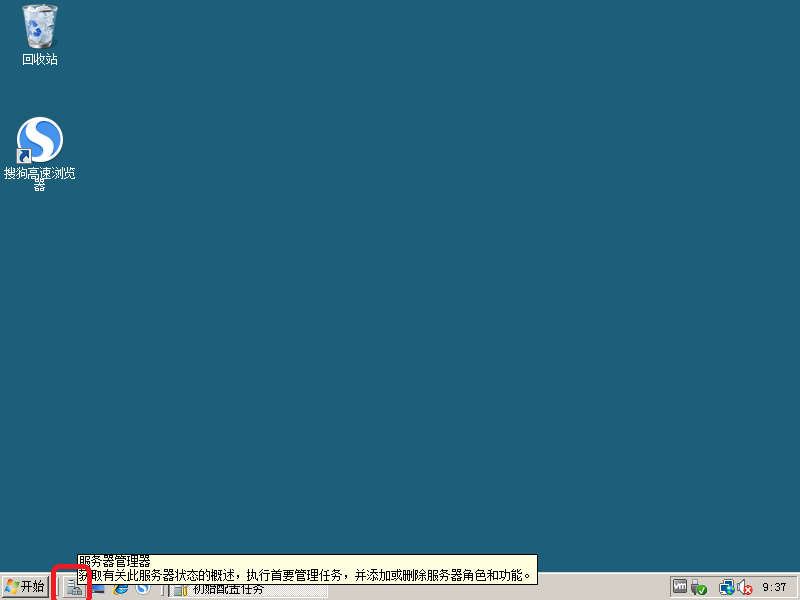 回收站
搜狗高速浏览
器
服务器管理器
获取有关此服务器状态的概述，执行首要管理任务，并添加或删除服务器角色和功能。
开始
初始配置任务
vm
9:37